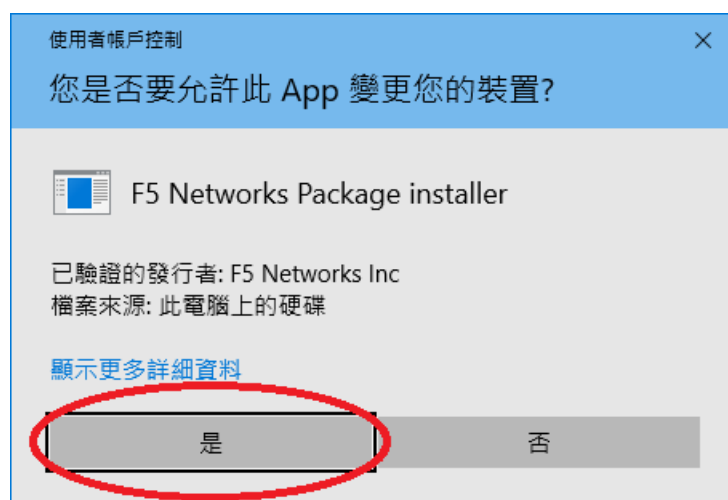 使用者帳戶控制
您是否要允許此 App 變更您的裝置?
F5 Networks Package installer
已驗證的發行者: F5 Networks Inc
檔案來源: 此電腦上的硬碟
顯示更多詳細資料
是
否